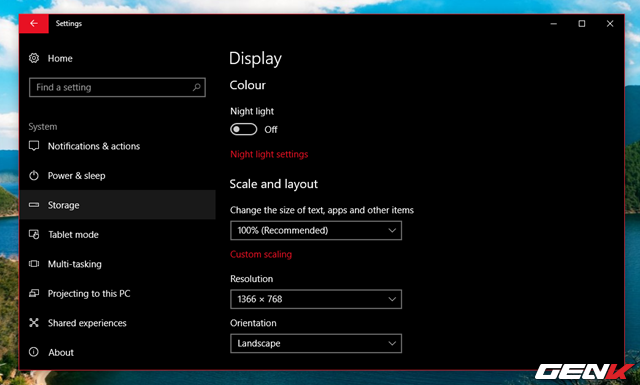 Settings
Home
Find a setting
System
Notifications & actions
Power & sleep
Storage
Tablet mode
Multi-tasking
Projecting to this PC
Shared experiences
About
Display
Colour
Night light
Off
Night light settings
Scale and layout
Change the size of text, apps and other items
100% (Recommended)
Custom scaling
Resolution
1366 × 768
Orientation
Landscape
GENK